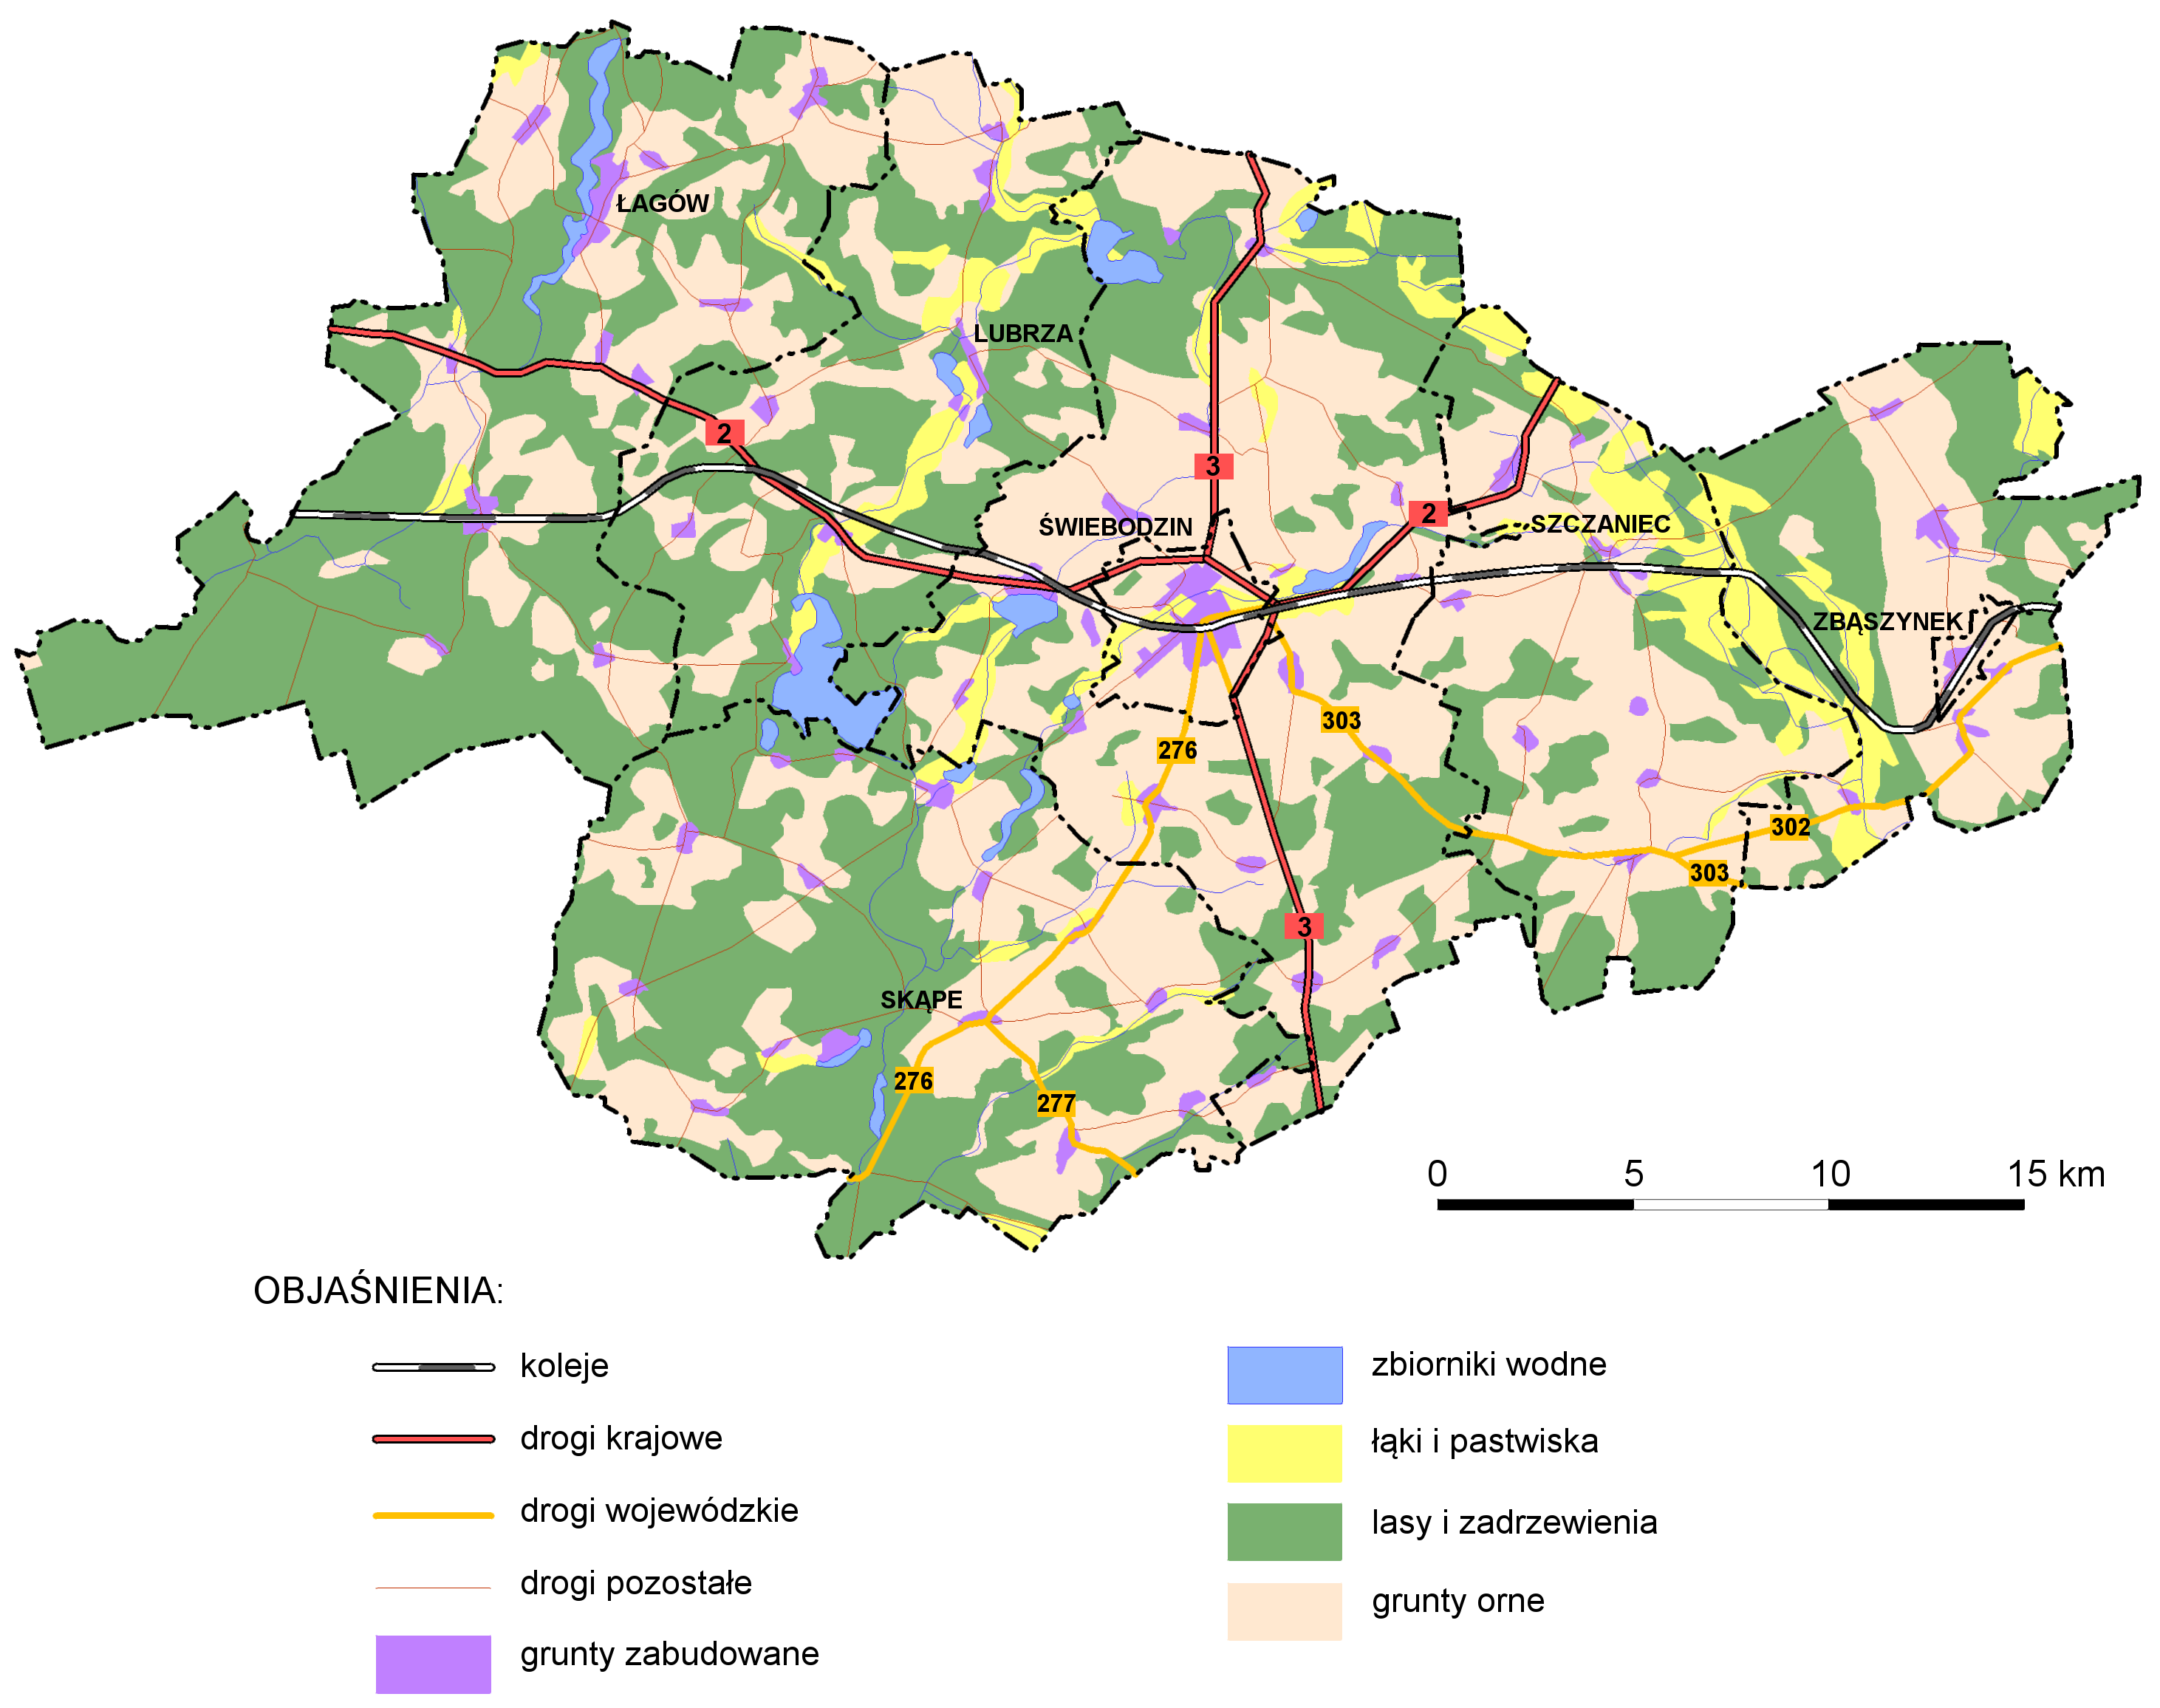 ŁAGÓW
LUBRZA
2
3
2
ŚWIEBODZIN
SZCZANIEC
ZBĄSZYNEK
303
276
302
303
3
SKĄPE
276
277
0 5 10 15 km
OBJAŚNIENIA:
koleje
drogi krajowe
drogi wojewódzkie
drogi pozostałe
grunty zabudowane
zbiorniki wodne
łąki i pastwiska
lasy i zadrzewienia
grunty orne